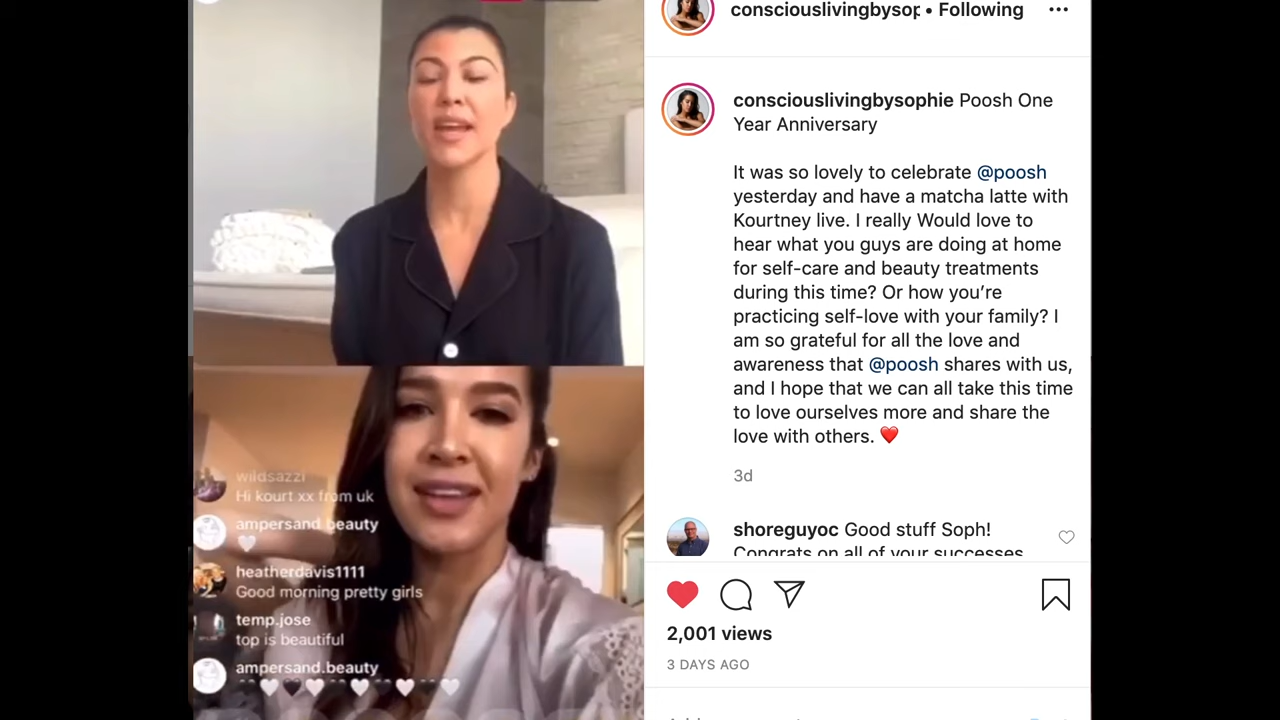 consciouslivingbysop • Following
consciouslivingbysophie Poosh One
Year Anniversary
It was so lovely to celebrate @poosh
yesterday and have a matcha latte with
Kourtney live. I really Would love to
hear what you guys are doing at home
for self-care and beauty treatments
during this time? Or how you’re
practicing self-love with your family? I
am so grateful for all the love and
awareness that @poosh shares with us,
and I hope that we can all take this time
to love ourselves more and share the
love with others. ❤️
3d
shoreguyoc Good stuff Soph!
Congrats on all of your successes
2,001 views
3 DAYS AGO
wildsazzi
Hi kourt xx from uk
ampersand.beauty
🤍
heatherdavis1111
Good morning pretty girls
temp.jose
top is beautiful
ampersand.beauty